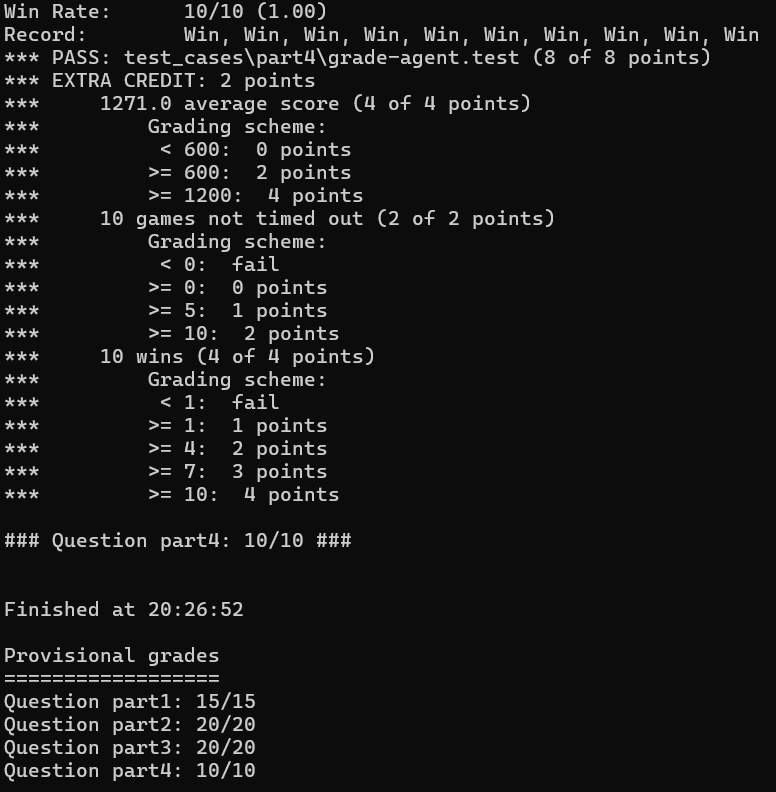 Win Rate:      10/10 (1.00)
Record:        Win, Win, Win, Win, Win, Win, Win, Win, Win, Win
*** PASS: test_cases\part4\grade-agent.test (8 of 8 points)
*** EXTRA CREDIT: 2 points
***     1271.0 average score (4 of 4 points)
***         Grading scheme:
***          < 600:  0 points
***         >= 600:  2 points
***         >= 1200:  4 points
***     10 games not timed out (2 of 2 points)
***         Grading scheme:
***          < 0:  fail
***         >= 0:  0 points
***         >= 5:  1 points
***         >= 10:  2 points
***     10 wins (4 of 4 points)
***         Grading scheme:
***          < 1:  fail
***         >= 1:  1 points
***         >= 4:  2 points
***         >= 7:  3 points
***         >= 10:  4 points
### Question part4: 10/10 ###
Finished at 20:26:52
Provisional grades
==================
Question part1: 15/15
Question part2: 20/20
Question part3: 20/20
Question part4: 10/10